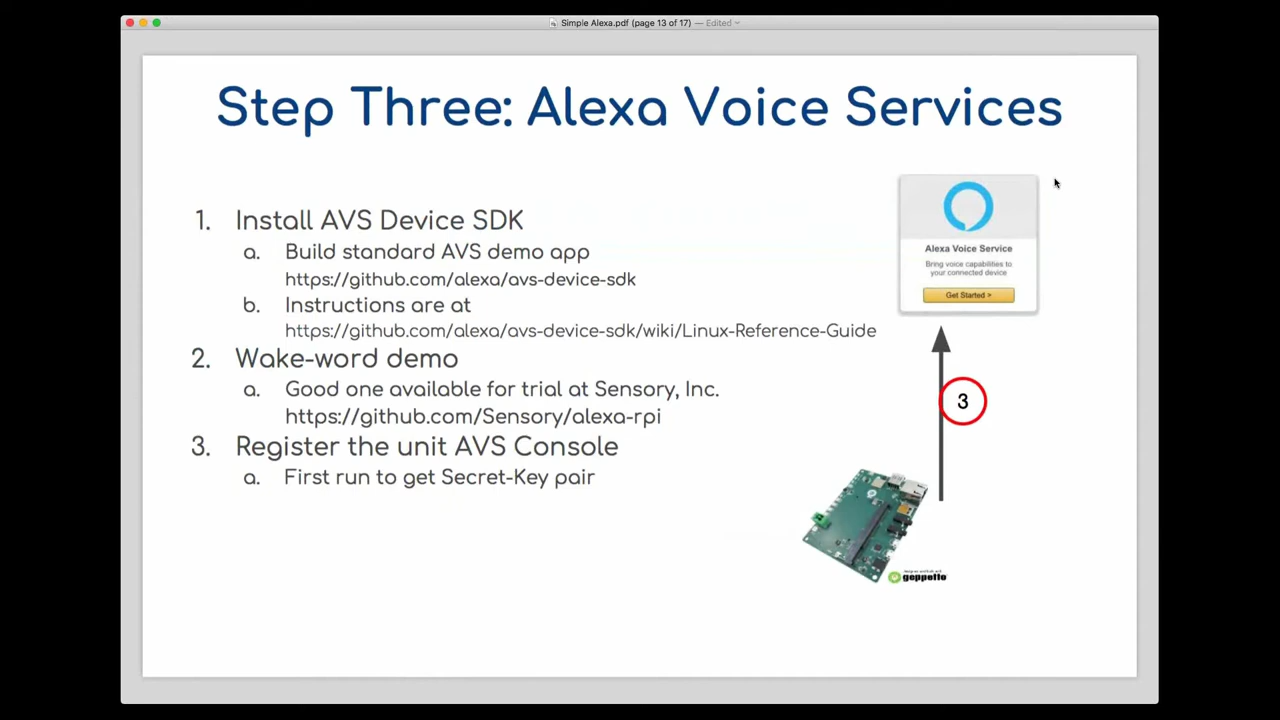 Simple Alexa.pdf (page 13 of 17) — Edited
Step Three: Alexa Voice Services
1. Install AVS Device SDK
a. Build standard AVS demo app
https://github.com/alexa/avs-device-sdk
b. Instructions are at
https://github.com/alexa/avs-device-sdk/wiki/Linux-Reference-Guide
2. Wake-word demo
a. Good one available for trial at Sensory, Inc.
https://github.com/Sensory/alexa-rpi
3. Register the unit AVS Console
a. First run to get Secret-Key pair
Alexa Voice Service
Bring voice capabilities to
your connected device
Get Started >
3
geppetto